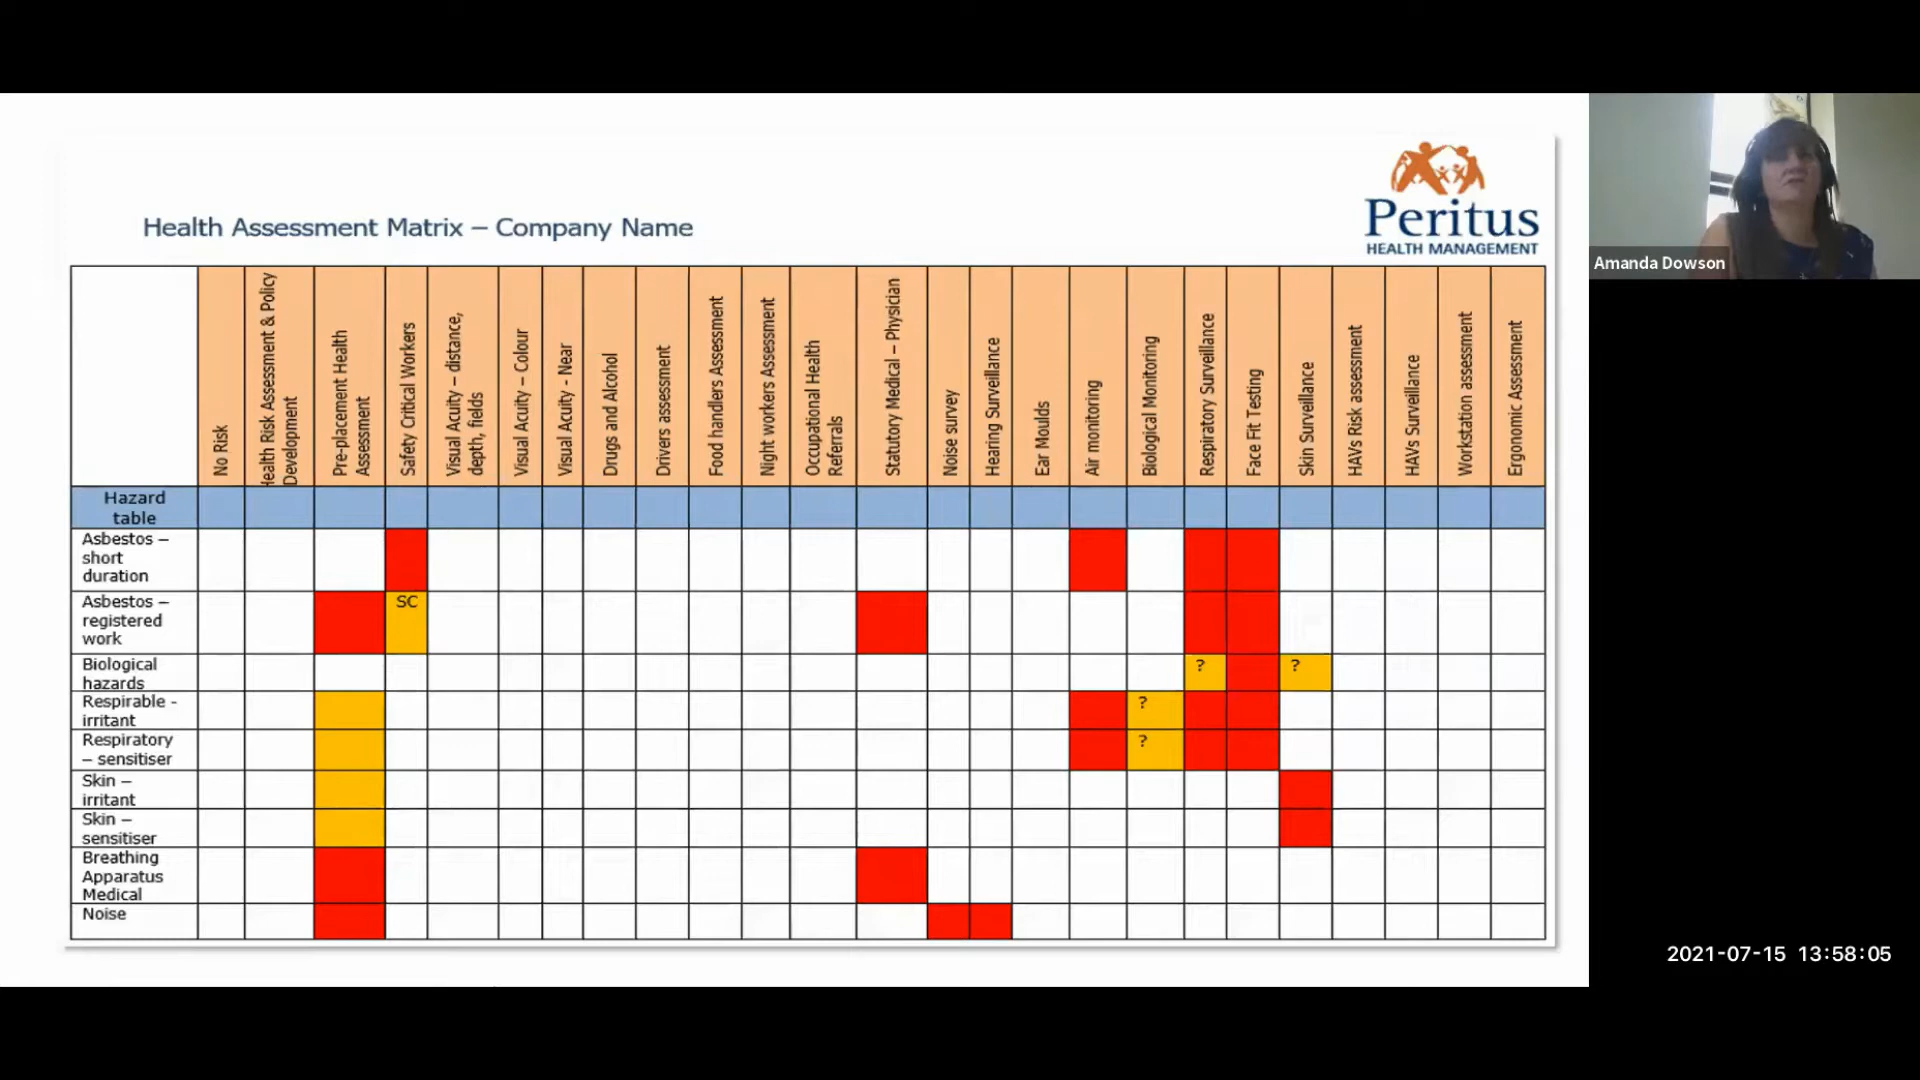 Peritus
HEALTH MANAGEMENT
Health Assessment Matrix – Company Name
Amanda Dowson
No Risk
Health Risk Assessment & Policy
Development
Pre-placement Health
Assessment
Safety Critical Workers
Visual Acuity – distance,
depth, fields
Visual Acuity – Colour
Visual Acuity - Near
Drugs and Alcohol
Drivers assessment
Food handlers Assessment
Night workers Assessment
Occupational Health
Referrals
Statutory Medical – Physician
Noise survey
Hearing Surveillance
Ear Moulds
Air monitoring
Biological Monitoring
Respiratory Surveillance
Face Fit Testing
Skin Surveillance
HAVs Risk assessment
HAVs Surveillance
Workstation assessment
Ergonomic Assessment
Hazard
table
Asbestos –
short
duration
Asbestos –
registered
work
SC
Biological
hazards
? ?
Respirable -
irritant
?
Respiratory
– sensitiser
?
Skin –
irritant
Skin –
sensitiser
Breathing
Apparatus
Medical
Noise
2021-07-15 13:58:05